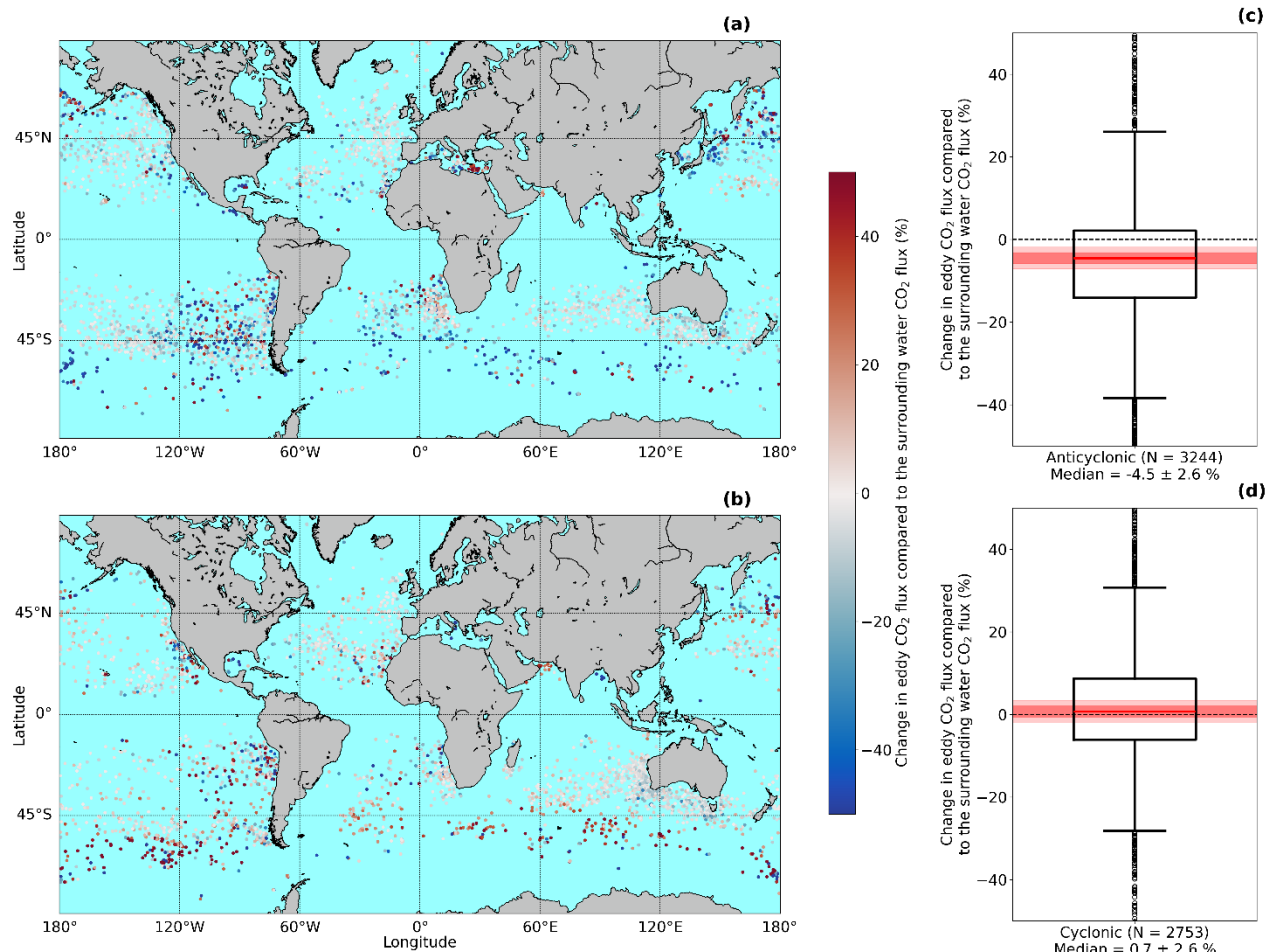 (a)
Latitude
45°N
0°
45°S
180°
120°W
60°W
0°
60°E
120°E
180°
(b)
Latitude
45°N
0°
45°S
180°
120°W
60°W
0°
60°E
120°E
180°
Longitude
40
20
0
−20
−40
Change in eddy CO₂ flux compared to the surrounding water CO₂ flux (%)
(c)
Change in eddy CO₂ flux compared
to the surrounding water CO₂ flux (%)
40
20
0
−20
−40
Anticyclonic (N = 3244)
Median = -4.5 ± 2.6 %
(d)
Change in eddy CO₂ flux compared
to the surrounding water CO₂ flux (%)
40
20
0
−20
−40
Cyclonic (N = 2753)
Median = 0.7 ± 2.6 %